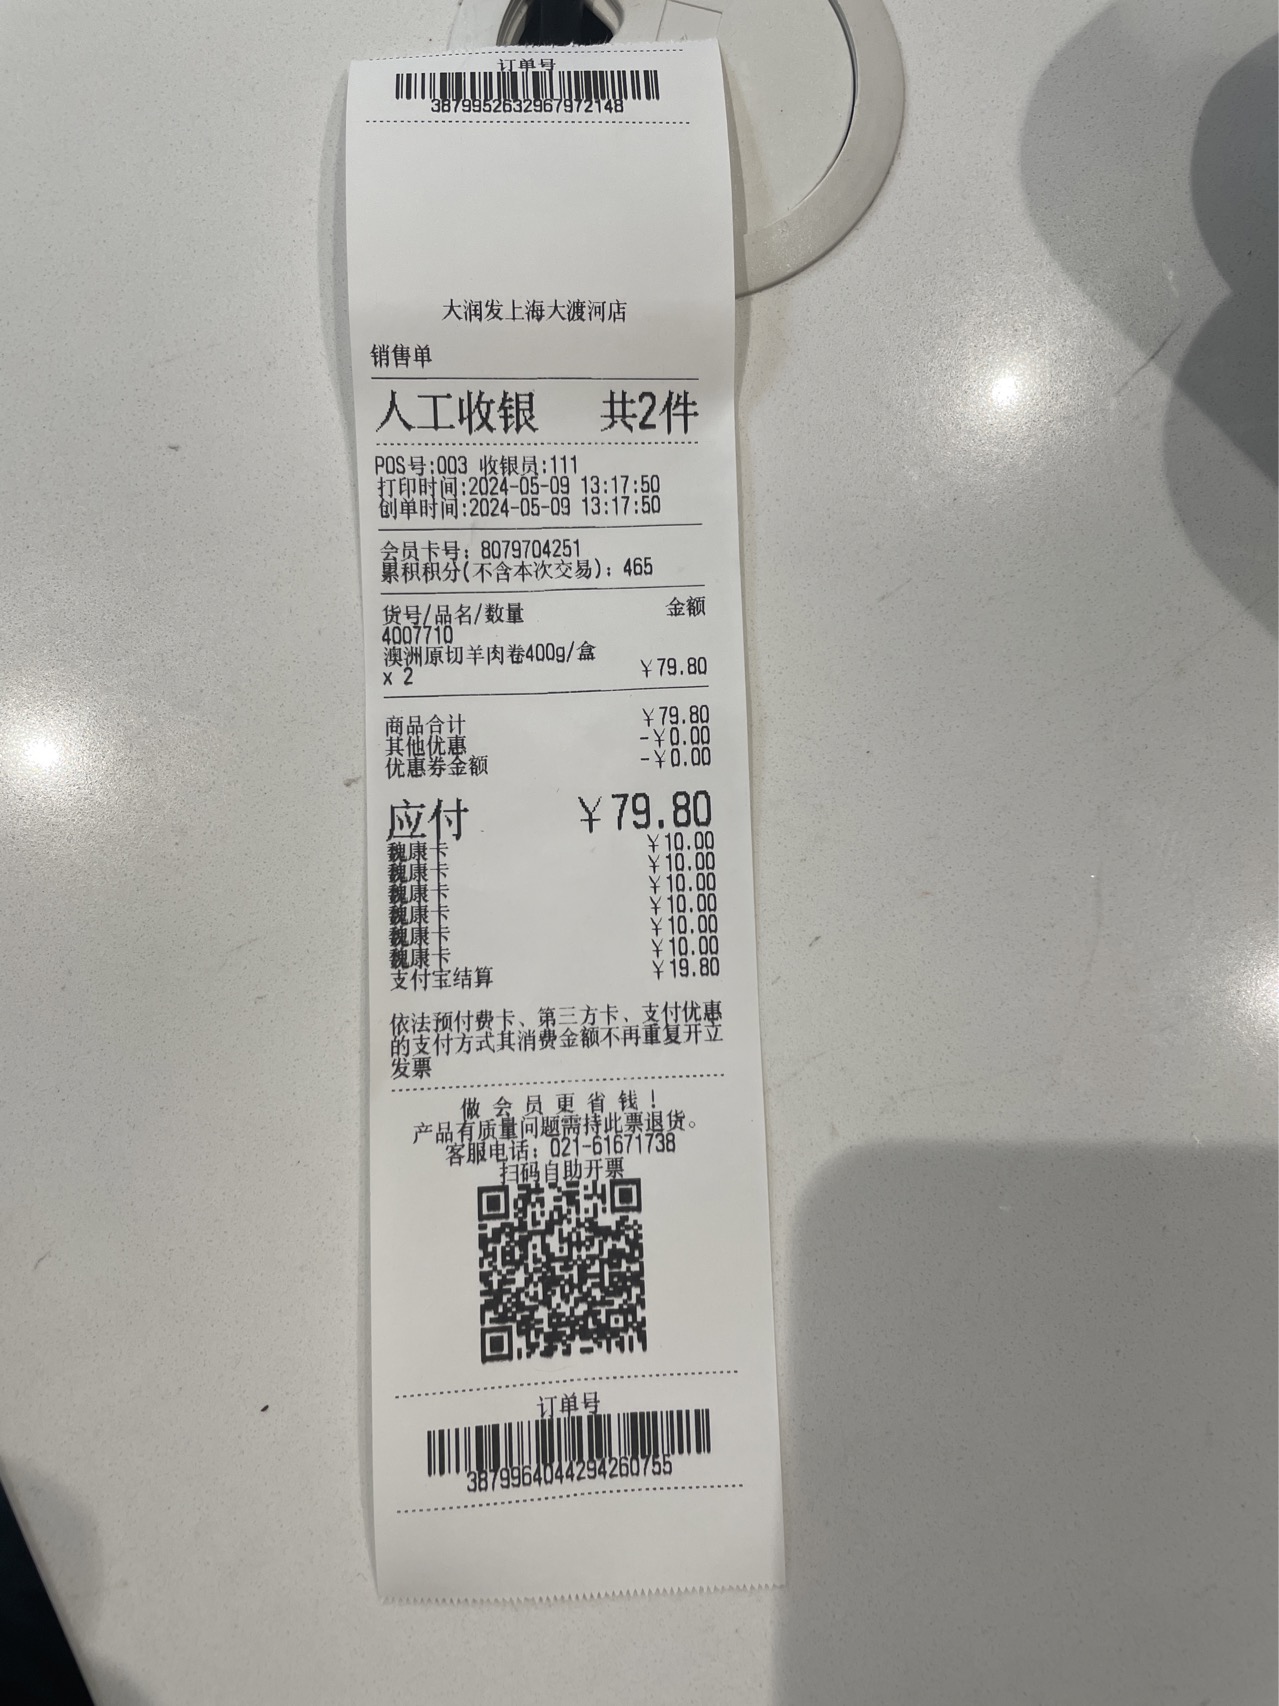 订单号
3879952632967972148
大润发上海大渡河店
销售单
人工收银 共2件
POS号:003 收银员:111
打印时间:2024-05-09 13:17:50
创单时间:2024-05-09 13:17:50
会员卡号：8079704251
累积积分(不含本次交易)：465
货号/品名/数量 金额
4007710
澳洲原切羊肉卷400g/盒
x 2 ￥79.80
商品合计 ￥79.80
其他优惠 -￥0.00
优惠券金额 -￥0.00
应付 ￥79.80
魏康卡 ￥10.00
魏康卡 ￥10.00
魏康卡 ￥10.00
魏康卡 ￥10.00
魏康卡 ￥10.00
魏康卡 ￥10.00
支付宝结算 ￥19.80
依法预付费卡、第三方卡、支付优惠
的支付方式其消费金额不再重复开立
发票
做会员更省钱！
产品有质量问题需持此票退货。
客服电话：021-61671738
扫码自助开票
订单号
3879964044294260755